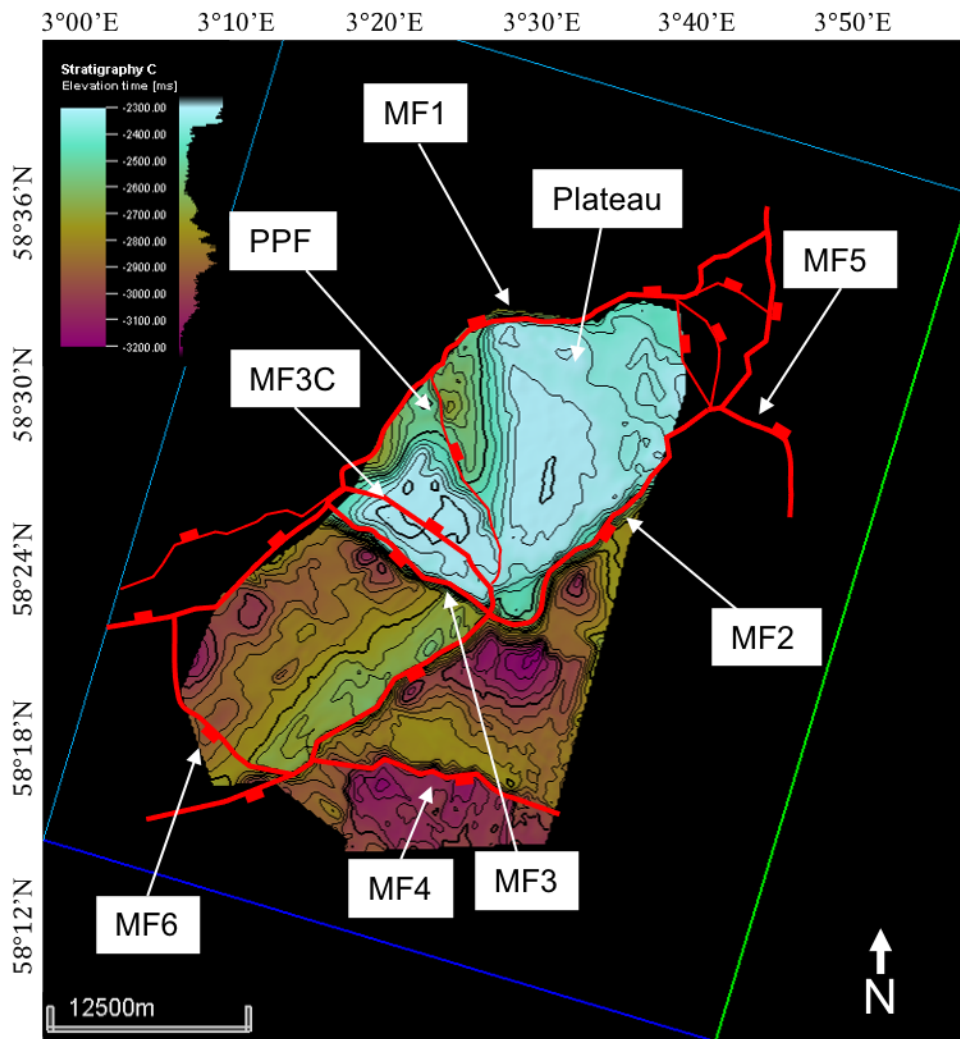 3°00'E 3°10'E 3°20'E 3°30'E 3°40'E 3°50'E
Stratigraphy C
Elevation time [ms]
-2300.00
-2400.00
-2500.00
-2600.00
-2700.00
-2800.00
-2900.00
-3000.00
-3100.00
-3200.00
MF1
Plateau
PPF
MF5
MF3C
MF2
MF3
MF4
MF6
58°36'N
58°30'N
58°24'N
58°18'N
58°12'N
12500m
N